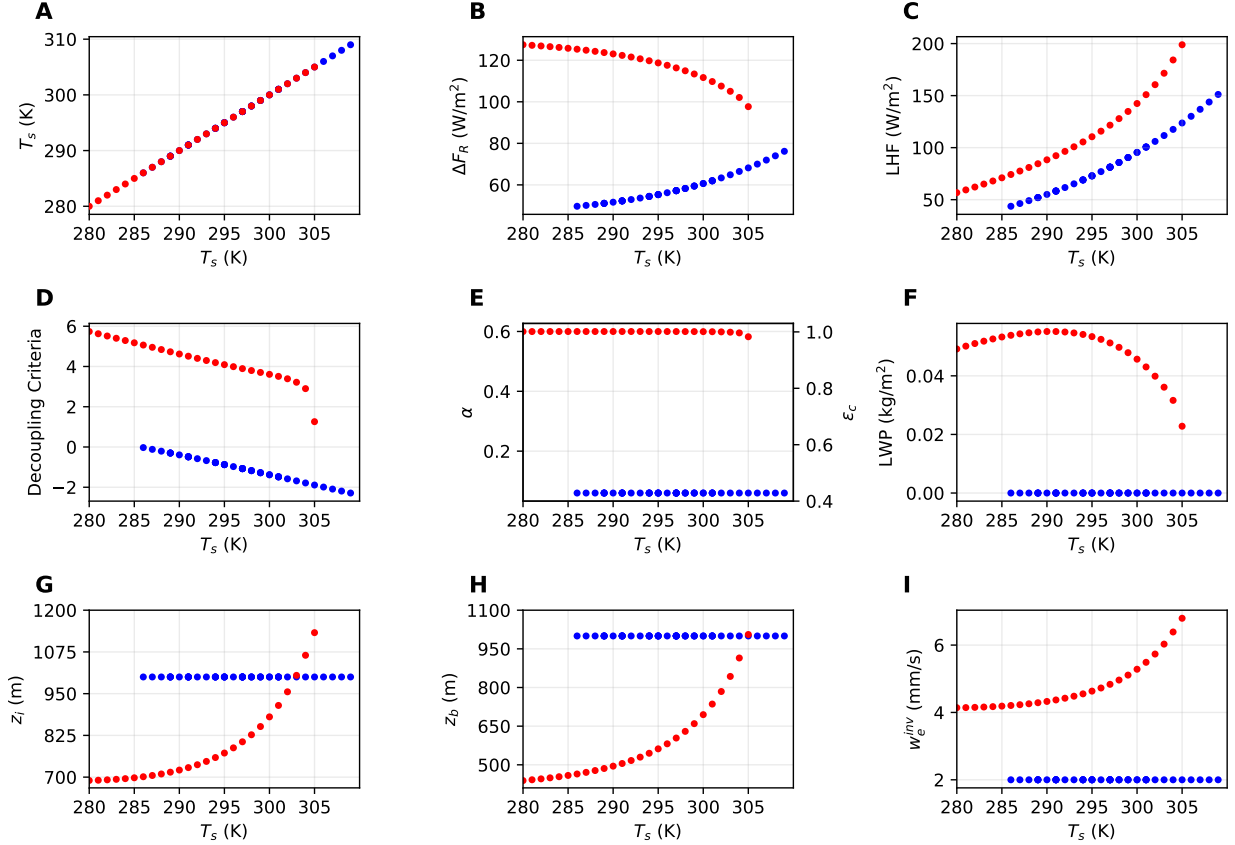 A
310
300
290
280
T_s (K)
280 285 290 295 300 305
T_s (K)
B
120
100
80
60
ΔF_R (W/m²)
280 285 290 295 300 305
T_s (K)
C
200
150
100
50
LHF (W/m²)
280 285 290 295 300 305
T_s (K)
D
6
4
2
0
−2
Decoupling Criteria
280 285 290 295 300 305
T_s (K)
E
0.6
0.4
0.2
α
1.0
0.8
0.6
0.4
ε_c
280 285 290 295 300 305
T_s (K)
F
0.04
0.02
0.00
LWP (kg/m²)
280 285 290 295 300 305
T_s (K)
G
1200
1075
950
825
700
z_i (m)
280 285 290 295 300 305
T_s (K)
H
1100
950
800
650
500
z_b (m)
280 285 290 295 300 305
T_s (K)
I
6
4
2
w_e^inv (mm/s)
280 285 290 295 300 305
T_s (K)